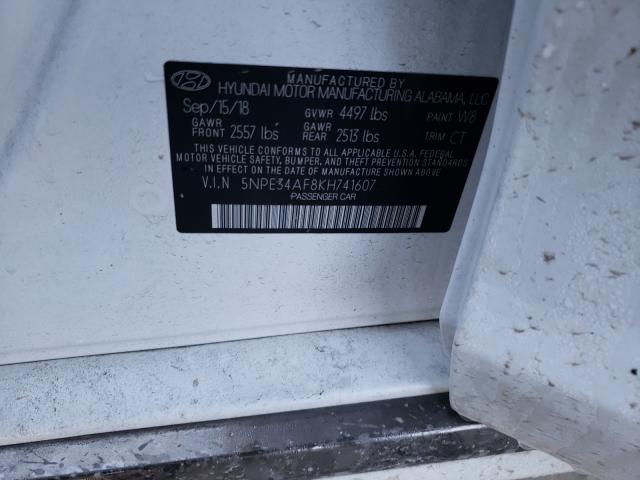 MANUFACTURED BY
HYUNDAI MOTOR MANUFACTURING ALABAMA, LLC
Sep/15/18 GVWR 4497 lbs PAINT W8
GAWR FRONT 2557 lbs GAWR REAR 2513 lbs TRIM CT
THIS VEHICLE CONFORMS TO ALL APPLICABLE U.S.A. FEDERAL
MOTOR VEHICLE SAFETY, BUMPER, AND THEFT PREVENTION STANDARDS
IN EFFECT ON THE DATE OF MANUFACTURE SHOWN ABOVE.
V.I.N 5NPE34AF8KH741607
PASSENGER CAR